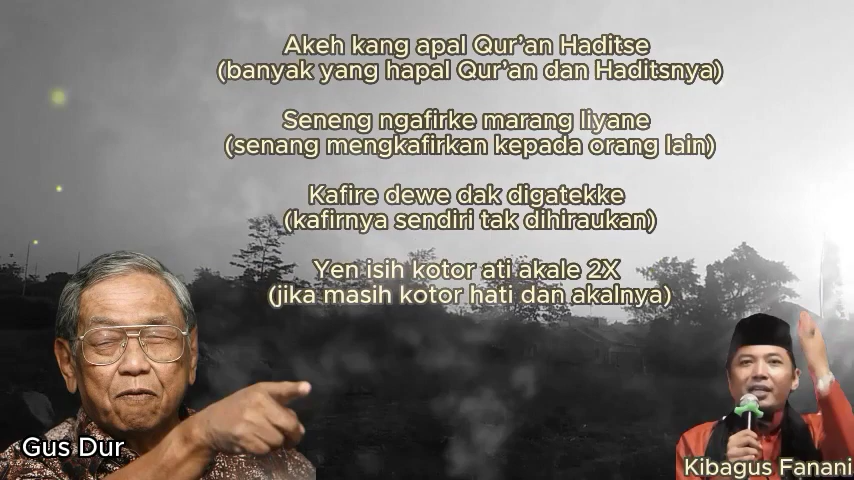 Akeh kang apal Qur'an Haditse
(banyak yang hapal Qur'an dan Haditsnya)
Seneng ngafirke marang liyane
(senang mengkafirkan kepada orang lain)
Kafire dewe dak digatekke
(kafirnya sendiri tak dihiraukan)
Yen isih kotor ati akale 2X
(jika masih kotor hati dan akalnya)
Gus Dur
Kibagus Fanani